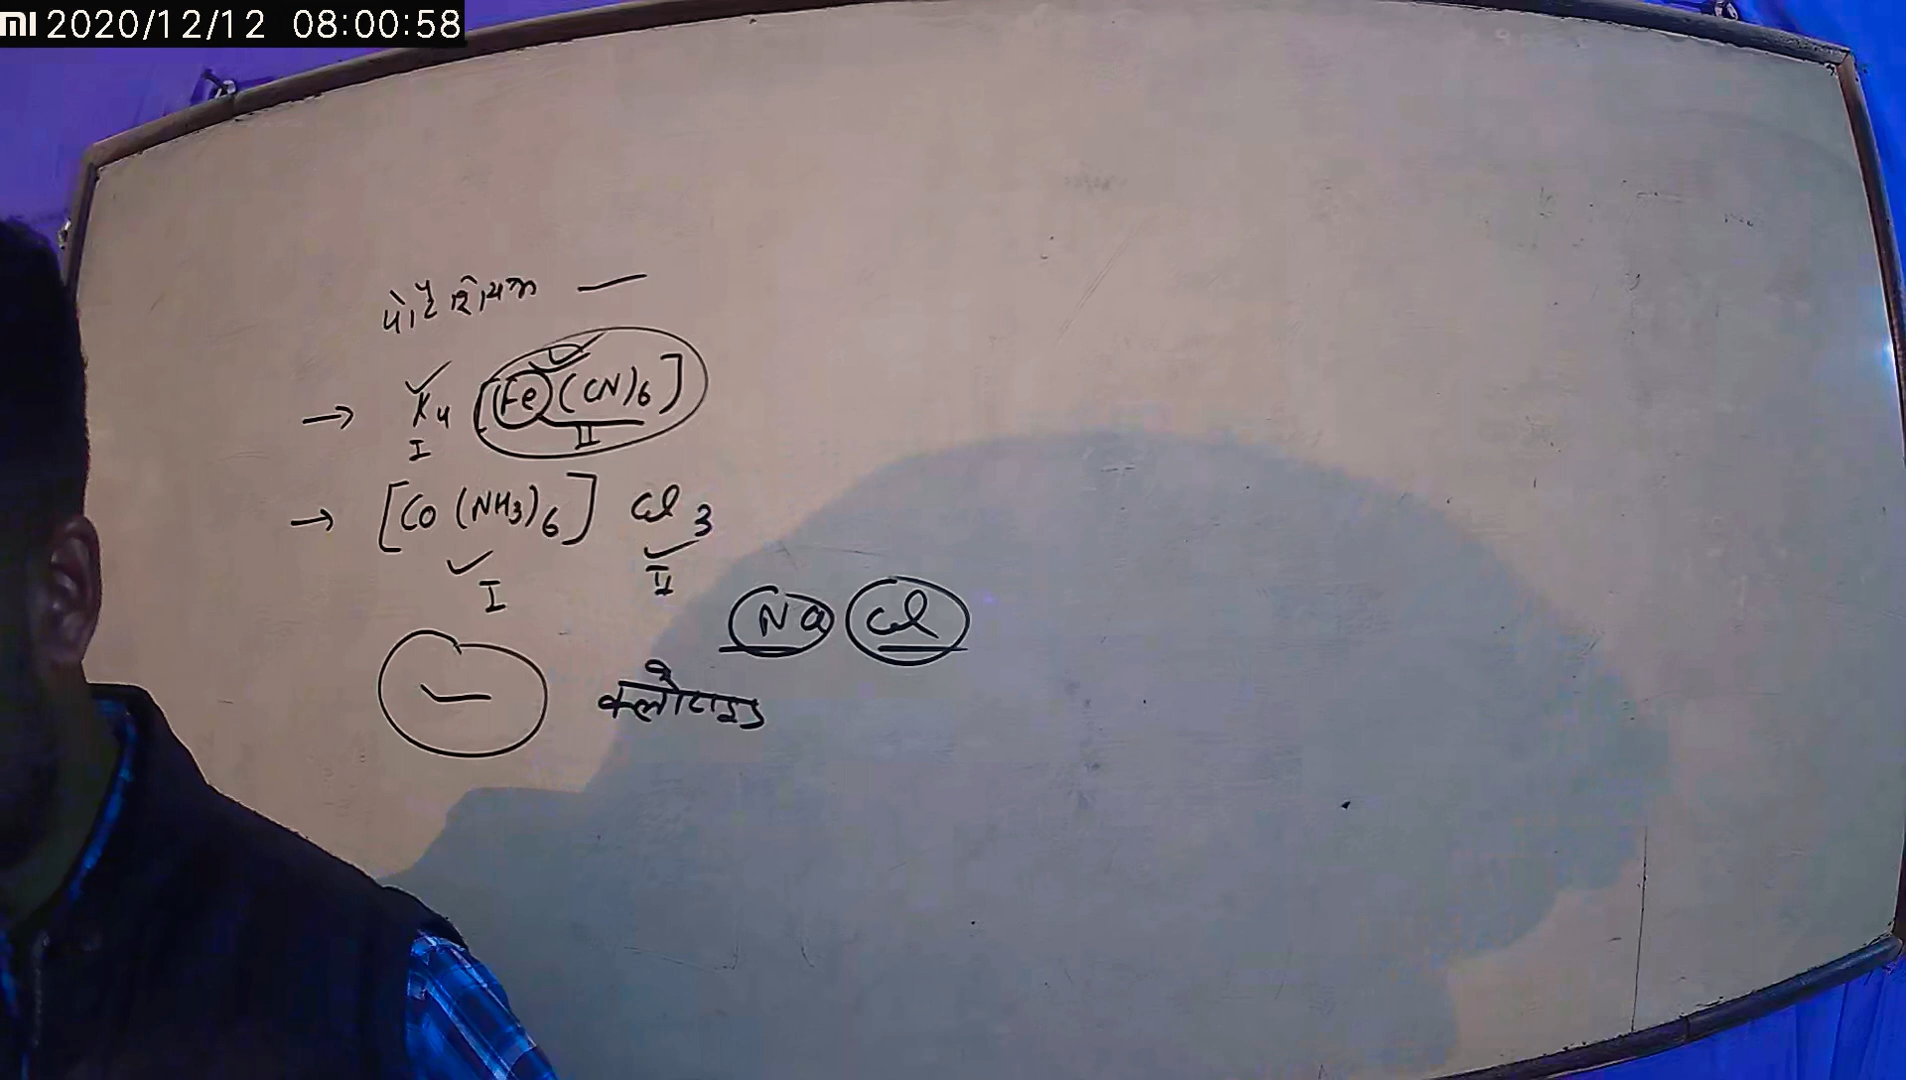 MI 2020/12/12 08:00:58
पोटेशियम —
→ K4 [Fe(CN)6]
I II
→ [Co(NH3)6] Cl3
I II
Na Cl
क्लोराइड